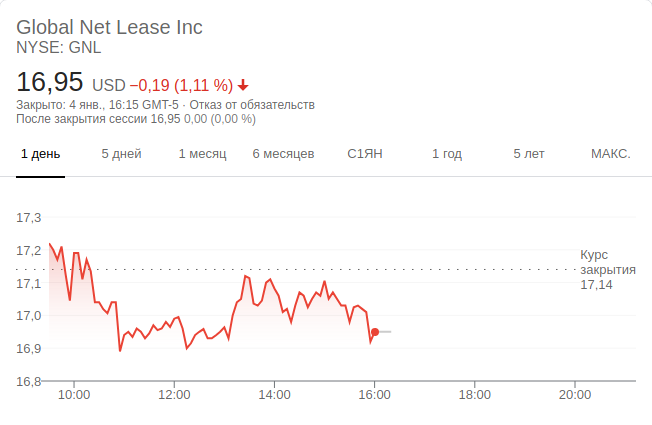 Global Net Lease Inc
NYSE: GNL
16,95 USD −0,19 (1,11 %)
Закрыто: 4 янв., 16:15 GMT-5 · Отказ от обязательств
После закрытия сессии 16,95 0,00 (0,00 %)
1 день 5 дней 1 месяц 6 месяцев С1ЯН 1 год 5 лет МАКС.
17,3
17,2
Курс
закрытия
17,14
17,1
17,0
16,9
16,8
10:00 12:00 14:00 16:00 18:00 20:00